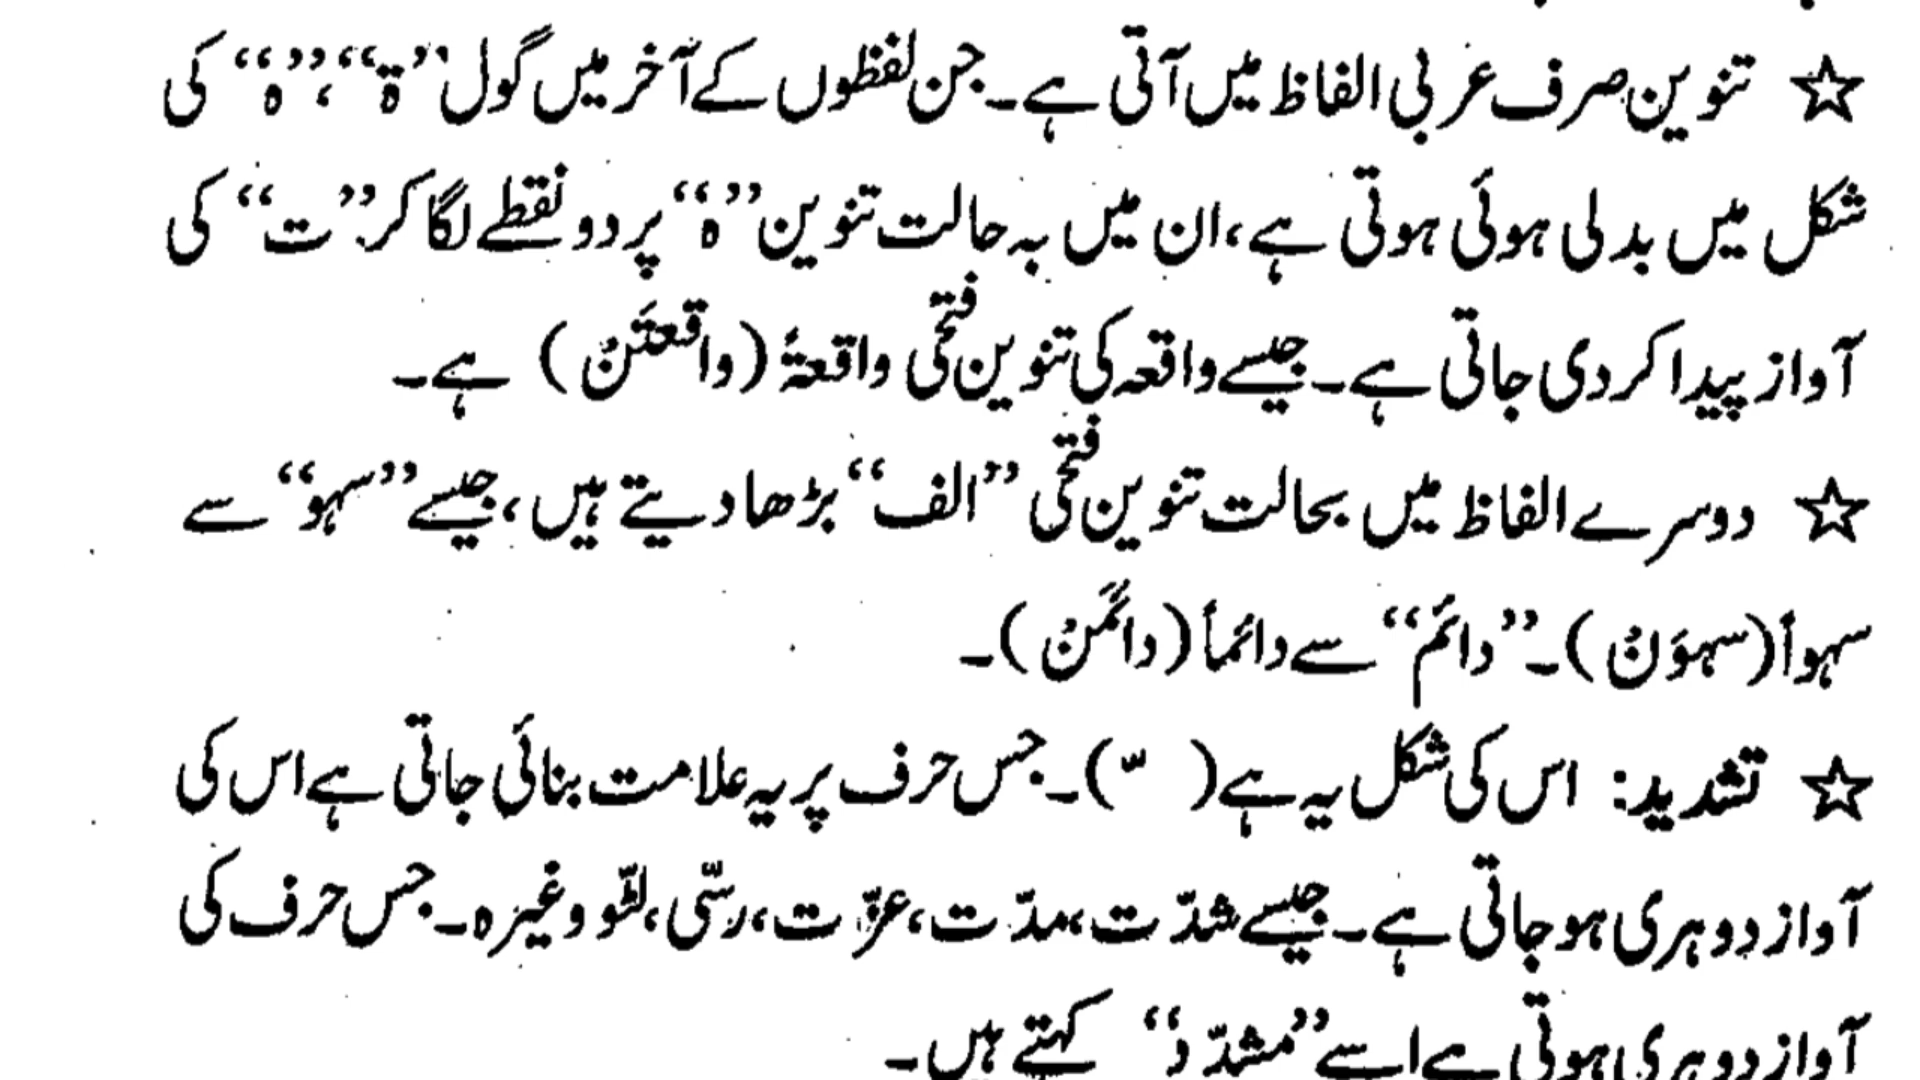 ☆ تنوین صرف عربی الفاظ میں آتی ہے۔ جن لفظوں کے آخر میں گول ’’ۃ‘‘، ’’ہ‘‘ کی
شکل میں بدلی ہوئی ہوتی ہے، ان میں بہ حالت تنوین ’’ہ‘‘ پر دو نقطے لگا کر ’’ت‘‘ کی
آواز پیدا کر دی جاتی ہے۔ جیسے واقعہ کی تنوین فتحی واقعۃً (واقعتَنْ) ہے۔
☆ دوسرے الفاظ میں بحالت تنوین فتحی ’’الف‘‘ بڑھا دیتے ہیں، جیسے ’’سہو‘‘ سے
سہواً (سہوَنْ)۔ ’’دائم‘‘ سے دائماً (دائمَنْ)۔
☆ تشدید: اس کی شکل یہ ہے ( ّ )۔ جس حرف پر یہ علامت بنائی جاتی ہے اس کی
آواز دوہری ہو جاتی ہے۔ جیسے شدّت، مدّت، عزّت، رسّی، لٹّو وغیرہ۔ جس حرف کی
آواز دوہری ہوتی ہے اسے ’’مشدّد‘‘ کہتے ہیں۔